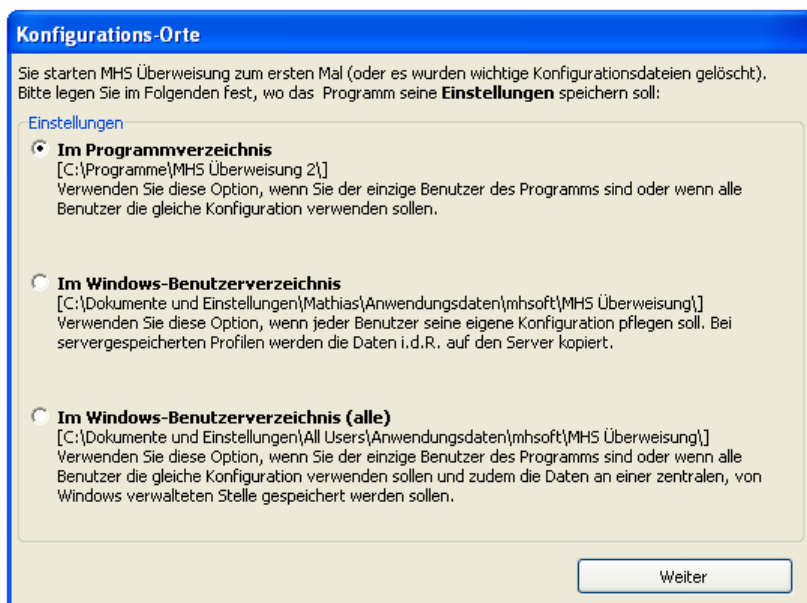 Konfigurations-Orte
Sie starten MHS Überweisung zum ersten Mal (oder es wurden wichtige Konfigurationsdateien gelöscht).
Bitte legen Sie im Folgenden fest, wo das  Programm seine Einstellungen speichern soll:
Einstellungen
Im Programmverzeichnis
[C:\Programme\MHS Überweisung 2\]
Verwenden Sie diese Option, wenn Sie der einzige Benutzer des Programms sind oder wenn alle
Benutzer die gleiche Konfiguration verwenden sollen.
Im Windows-Benutzerverzeichnis
[C:\Dokumente und Einstellungen\Mathias\Anwendungsdaten\mhsoft\MHS Überweisung\]
Verwenden Sie diese Option, wenn jeder Benutzer seine eigene Konfiguration pflegen soll. Bei
servergespeicherten Profilen werden die Daten i.d.R. auf den Server kopiert.
Im Windows-Benutzerverzeichnis (alle)
[C:\Dokumente und Einstellungen\All Users\Anwendungsdaten\mhsoft\MHS Überweisung\]
Verwenden Sie diese Option, wenn Sie der einzige Benutzer des Programms sind oder wenn alle
Benutzer die gleiche Konfiguration verwenden sollen und zudem die Daten an einer zentralen, von
Windows verwalteten Stelle gespeichert werden sollen.
Weiter